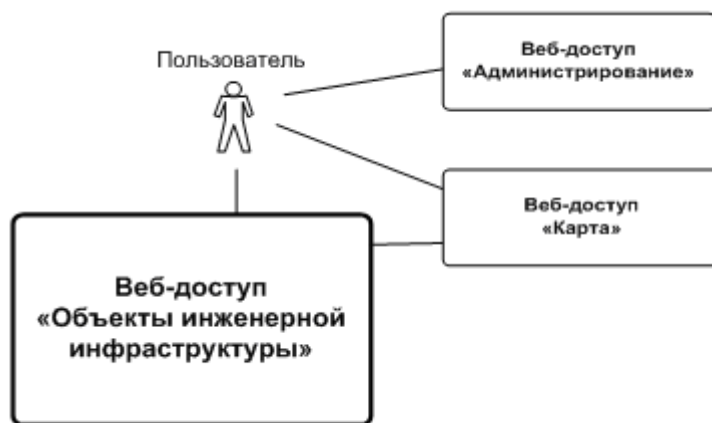 Пользователь
Веб-доступ
«Администрирование»
Веб-доступ
«Карта»
Веб-доступ
«Объекты инженерной
инфраструктуры»